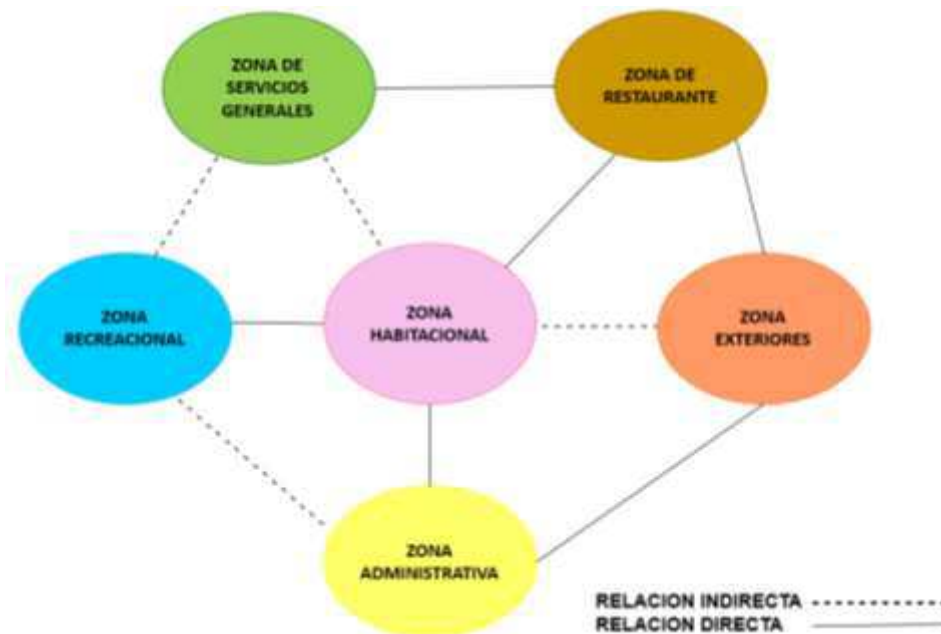 ZONA DE
SERVICIOS
GENERALES
ZONA DE
RESTAURANTE
ZONA
RECREACIONAL
ZONA
HABITACIONAL
ZONA
EXTERIORES
ZONA
ADMINISTRATIVA
RELACION INDIRECTA
RELACION DIRECTA